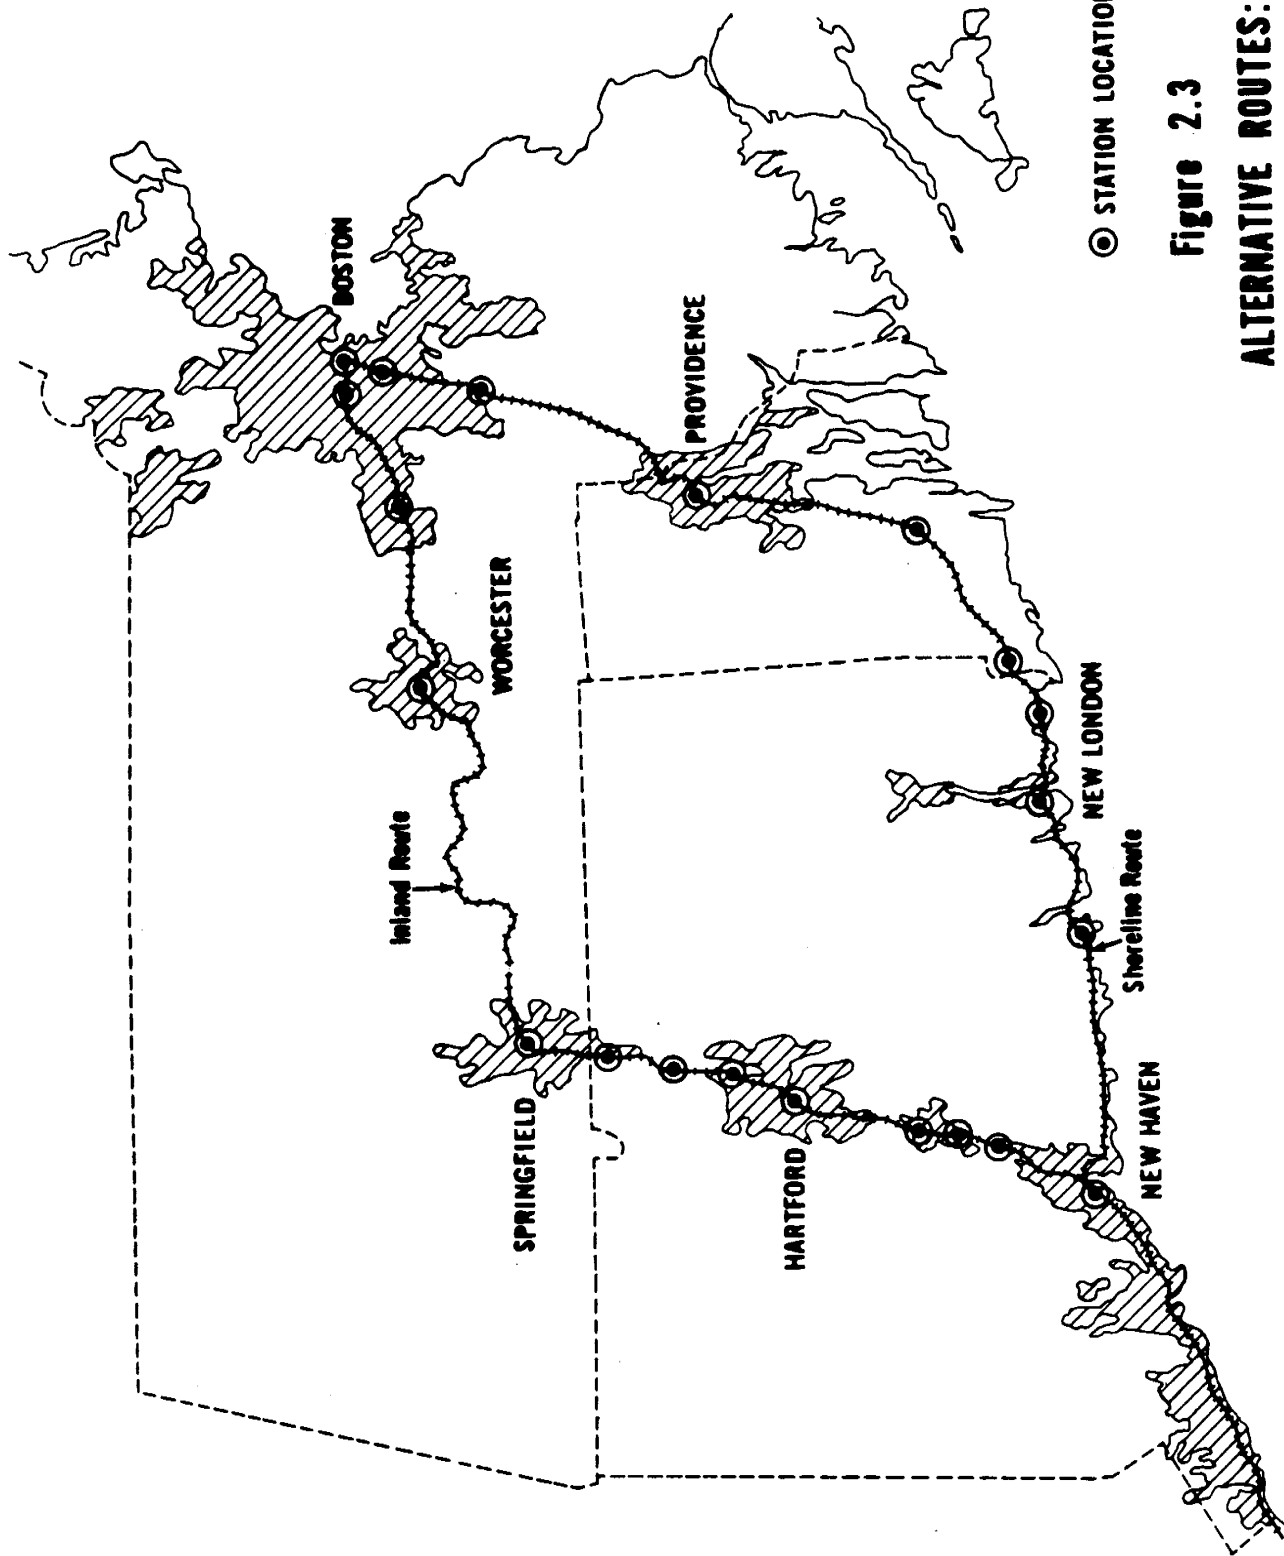 BOSTON
WORCESTER
PROVIDENCE
Inland Route
SPRINGFIELD
HARTFORD
NEW LONDON
Shoreline Route
NEW HAVEN
STATION LOCATION
Figure 2.3
ALTERNATIVE ROUTES: